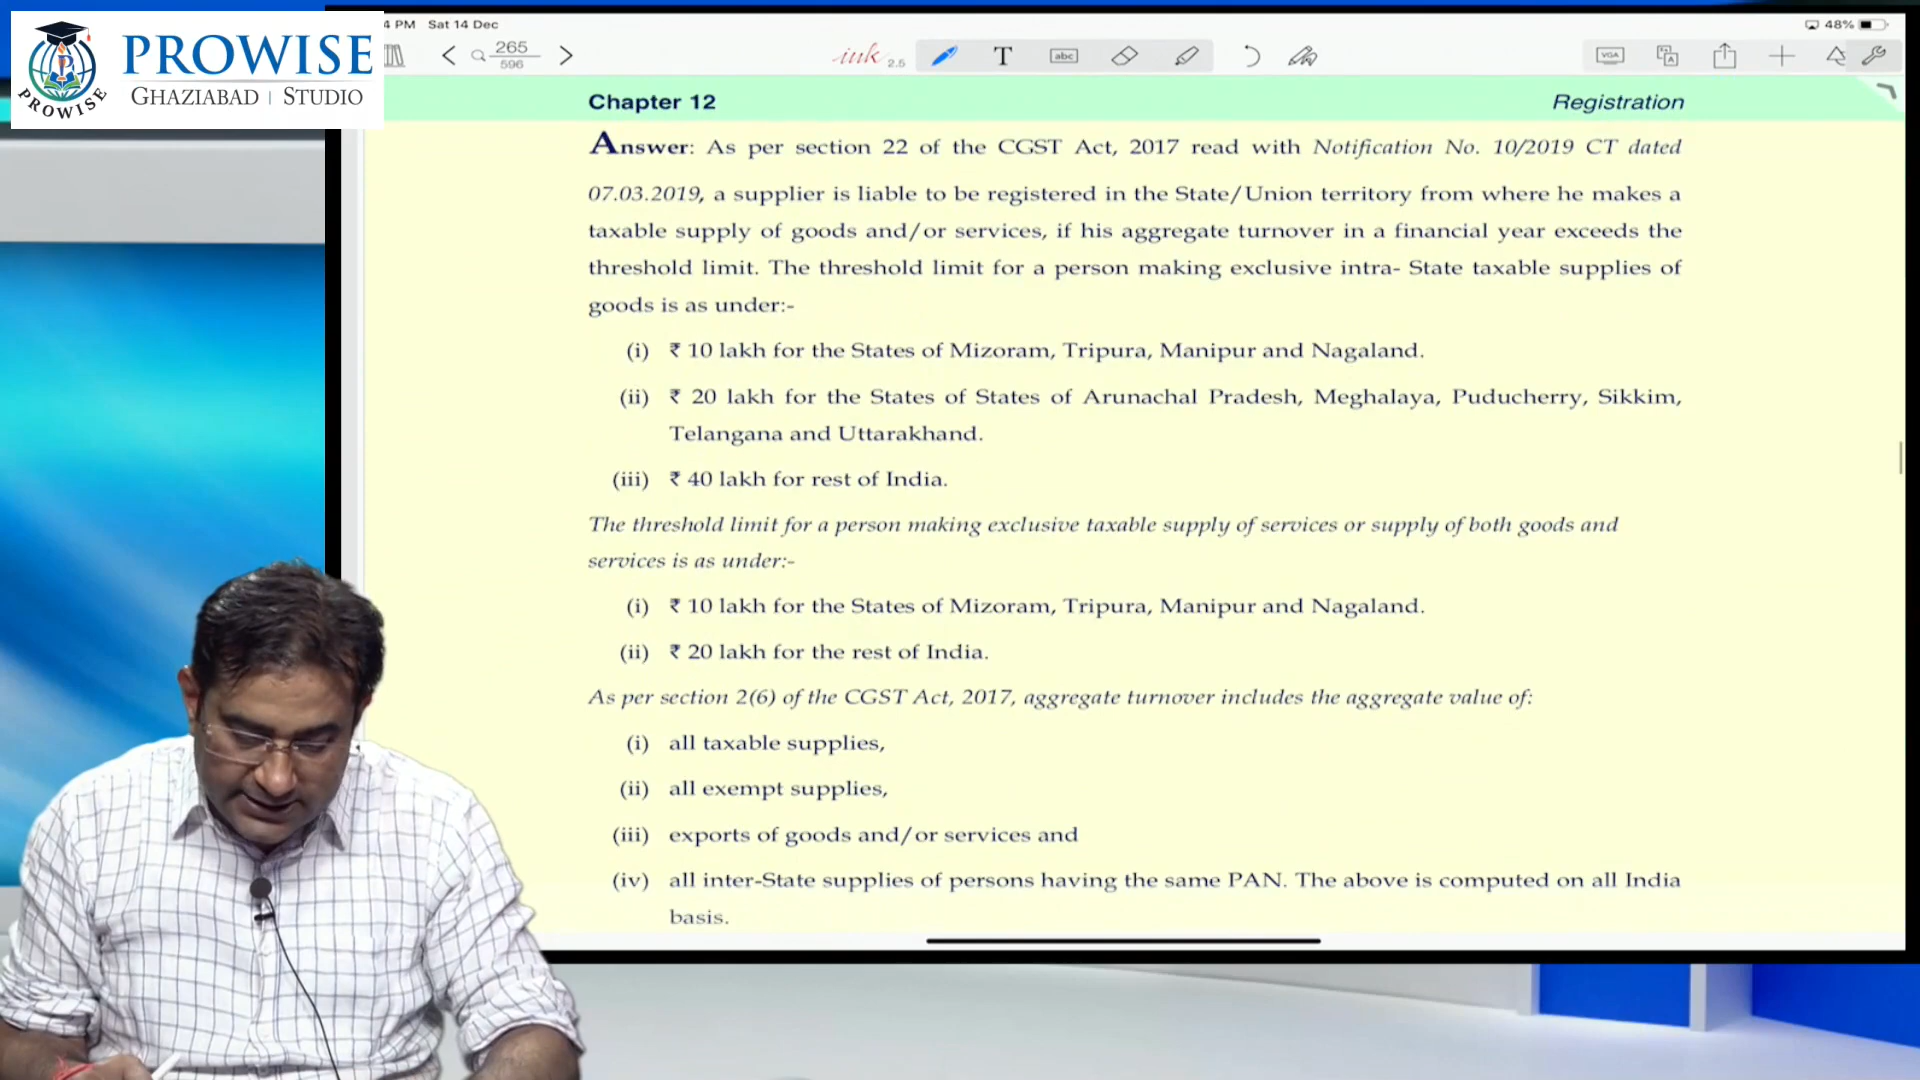 4 PM Sat 14 Dec
48%
PROWISE
GHAZIABAD | STUDIO
PROWISE
265
596
ink 2.5
T
abc
VGA
A
Chapter 12
Registration
Answer: As per section 22 of the CGST Act, 2017 read with Notification No. 10/2019 CT dated
07.03.2019, a supplier is liable to be registered in the State/Union territory from where he makes a
taxable supply of goods and/or services, if his aggregate turnover in a financial year exceeds the
threshold limit. The threshold limit for a person making exclusive intra- State taxable supplies of
goods is as under:-
(i) ₹ 10 lakh for the States of Mizoram, Tripura, Manipur and Nagaland.
(ii) ₹ 20 lakh for the States of States of Arunachal Pradesh, Meghalaya, Puducherry, Sikkim,
Telangana and Uttarakhand.
(iii) ₹ 40 lakh for rest of India.
The threshold limit for a person making exclusive taxable supply of services or supply of both goods and
services is as under:-
(i) ₹ 10 lakh for the States of Mizoram, Tripura, Manipur and Nagaland.
(ii) ₹ 20 lakh for the rest of India.
As per section 2(6) of the CGST Act, 2017, aggregate turnover includes the aggregate value of:
(i) all taxable supplies,
(ii) all exempt supplies,
(iii) exports of goods and/or services and
(iv) all inter-State supplies of persons having the same PAN. The above is computed on all India
basis.